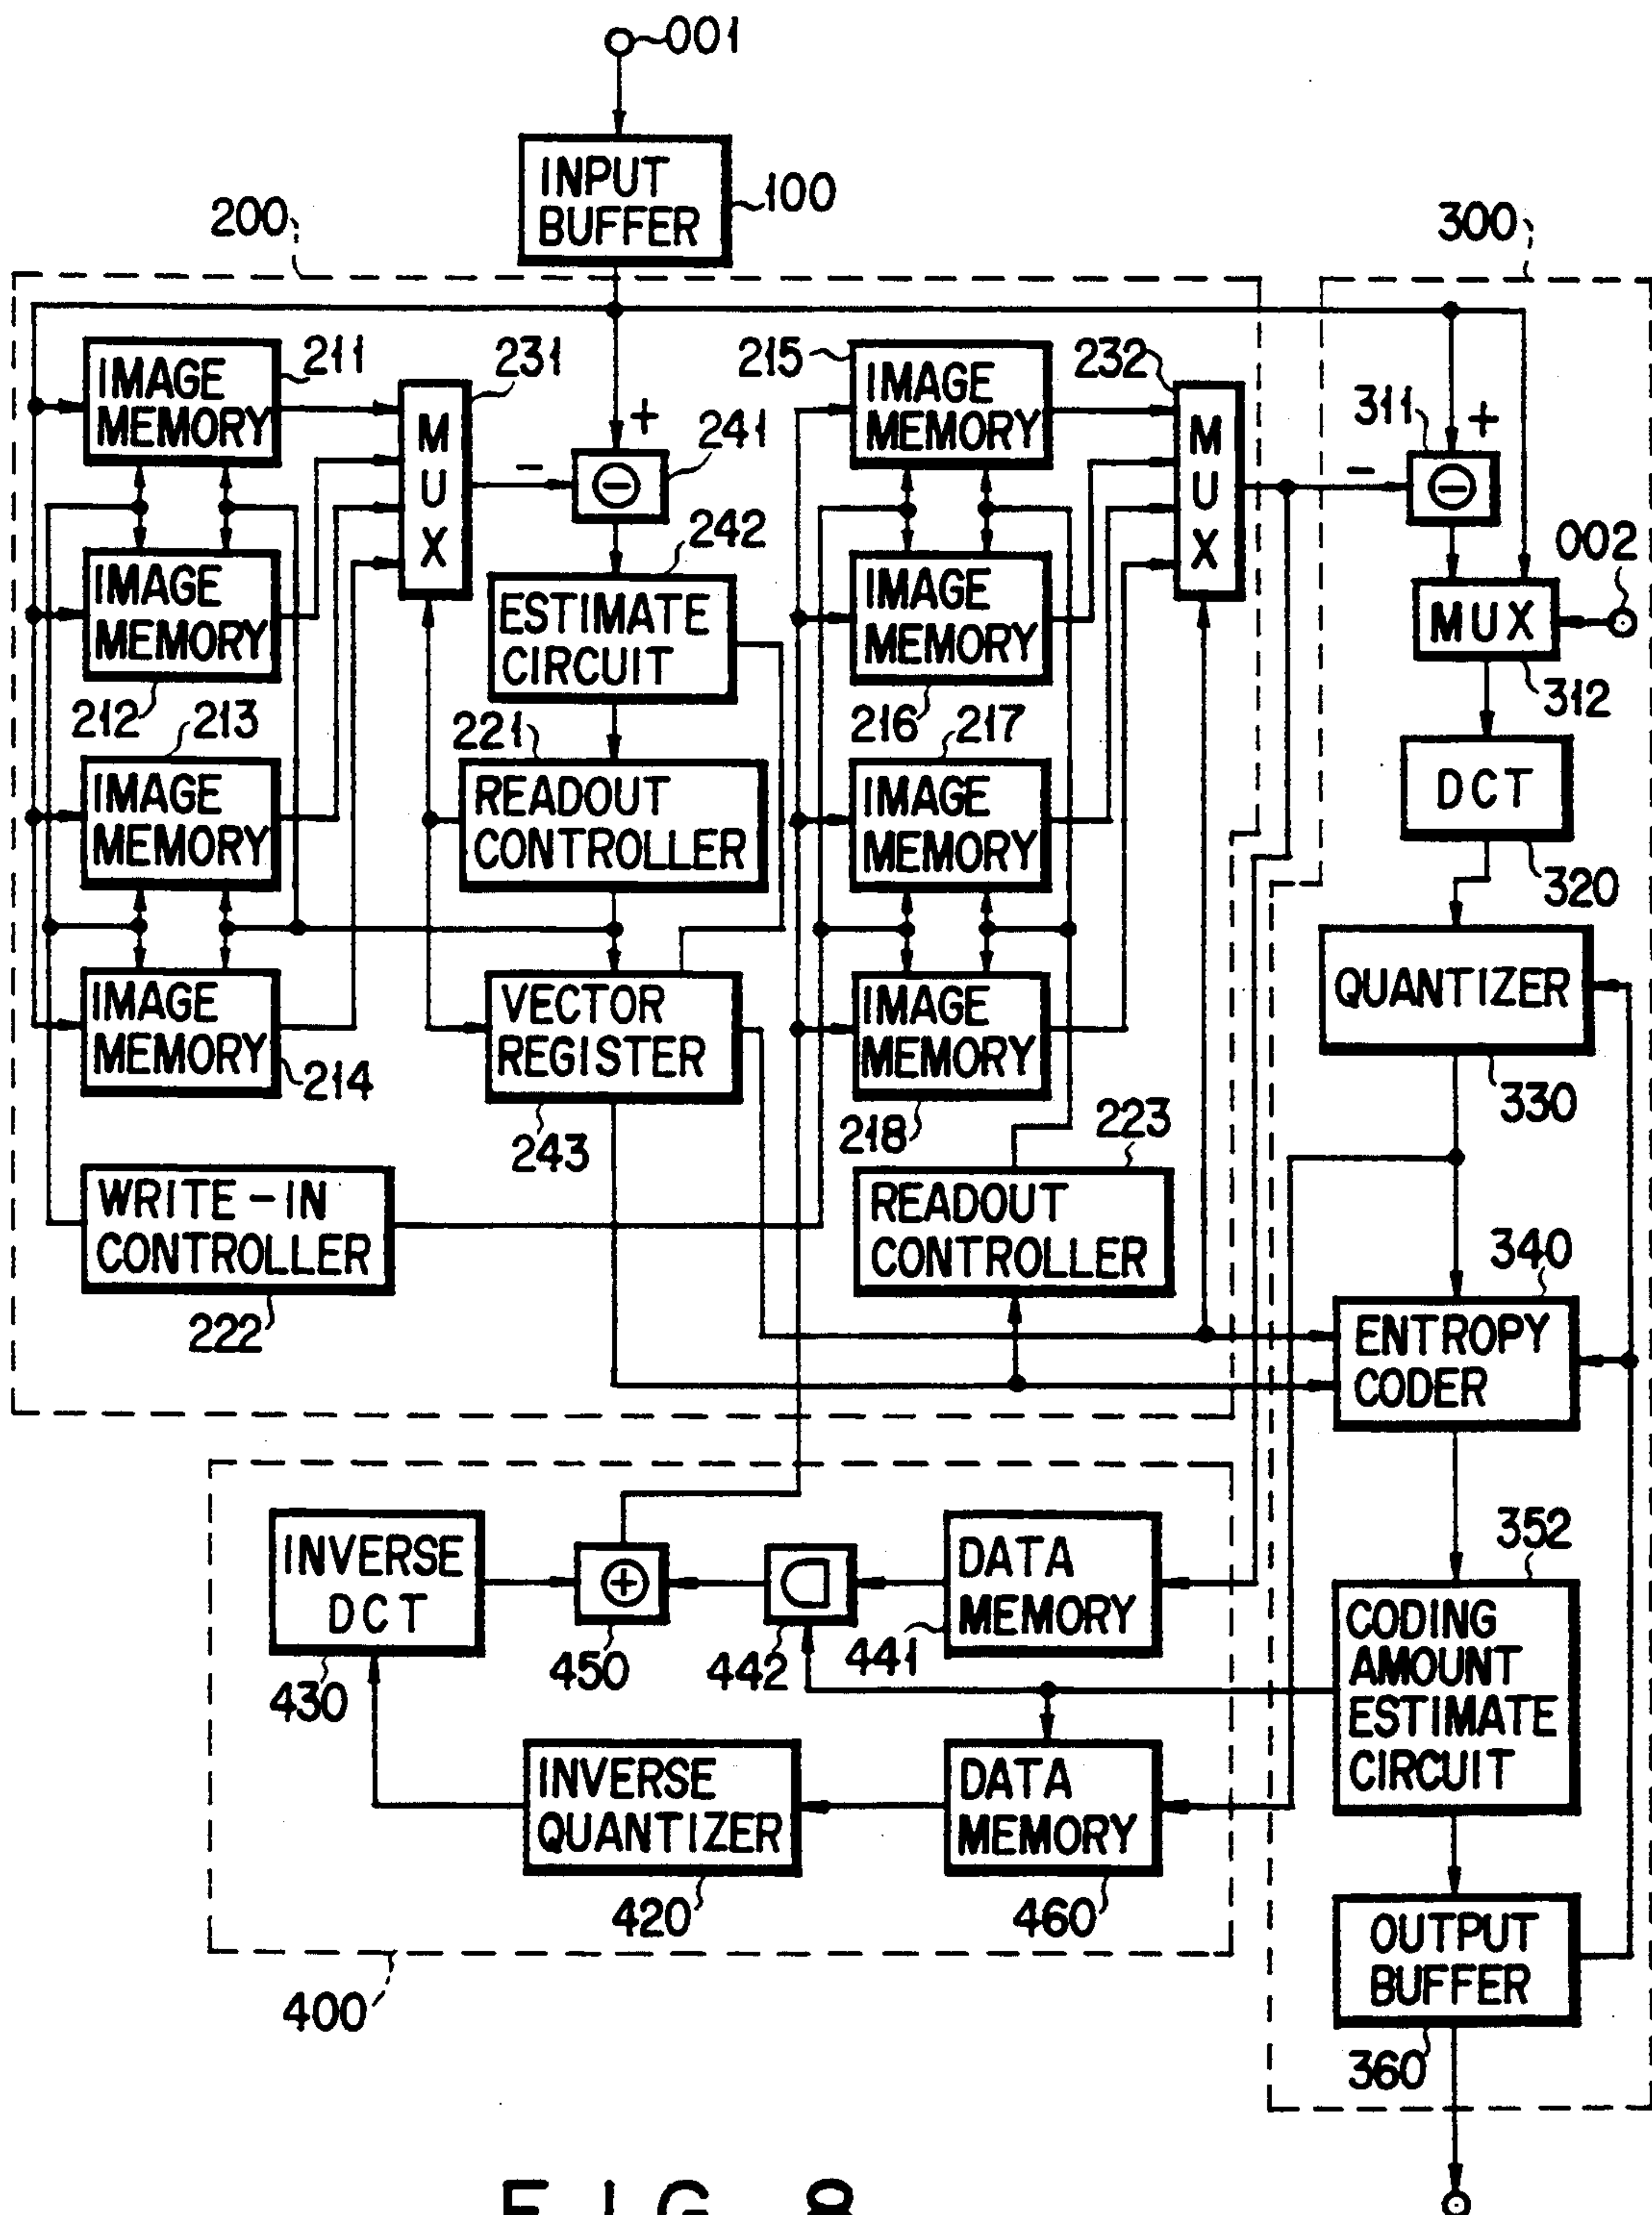 001
INPUT
BUFFER
100
200
300
IMAGE
MEMORY
211
231
M
U
X
+
241
−
242
215
IMAGE
MEMORY
232
M
U
X
311
+
−
002
IMAGE
MEMORY
212
ESTIMATE
CIRCUIT
IMAGE
MEMORY
216
MUX
312
213
IMAGE
MEMORY
221
READOUT
CONTROLLER
217
IMAGE
MEMORY
DCT
320
QUANTIZER
330
IMAGE
MEMORY
214
VECTOR
REGISTER
243
IMAGE
MEMORY
218
223
WRITE-IN
CONTROLLER
222
READOUT
CONTROLLER
340
ENTROPY
CODER
INVERSE
DCT
430
+
450
442
DATA
MEMORY
441
352
CODING
AMOUNT
ESTIMATE
CIRCUIT
INVERSE
QUANTIZER
420
DATA
MEMORY
460
OUTPUT
BUFFER
360
400